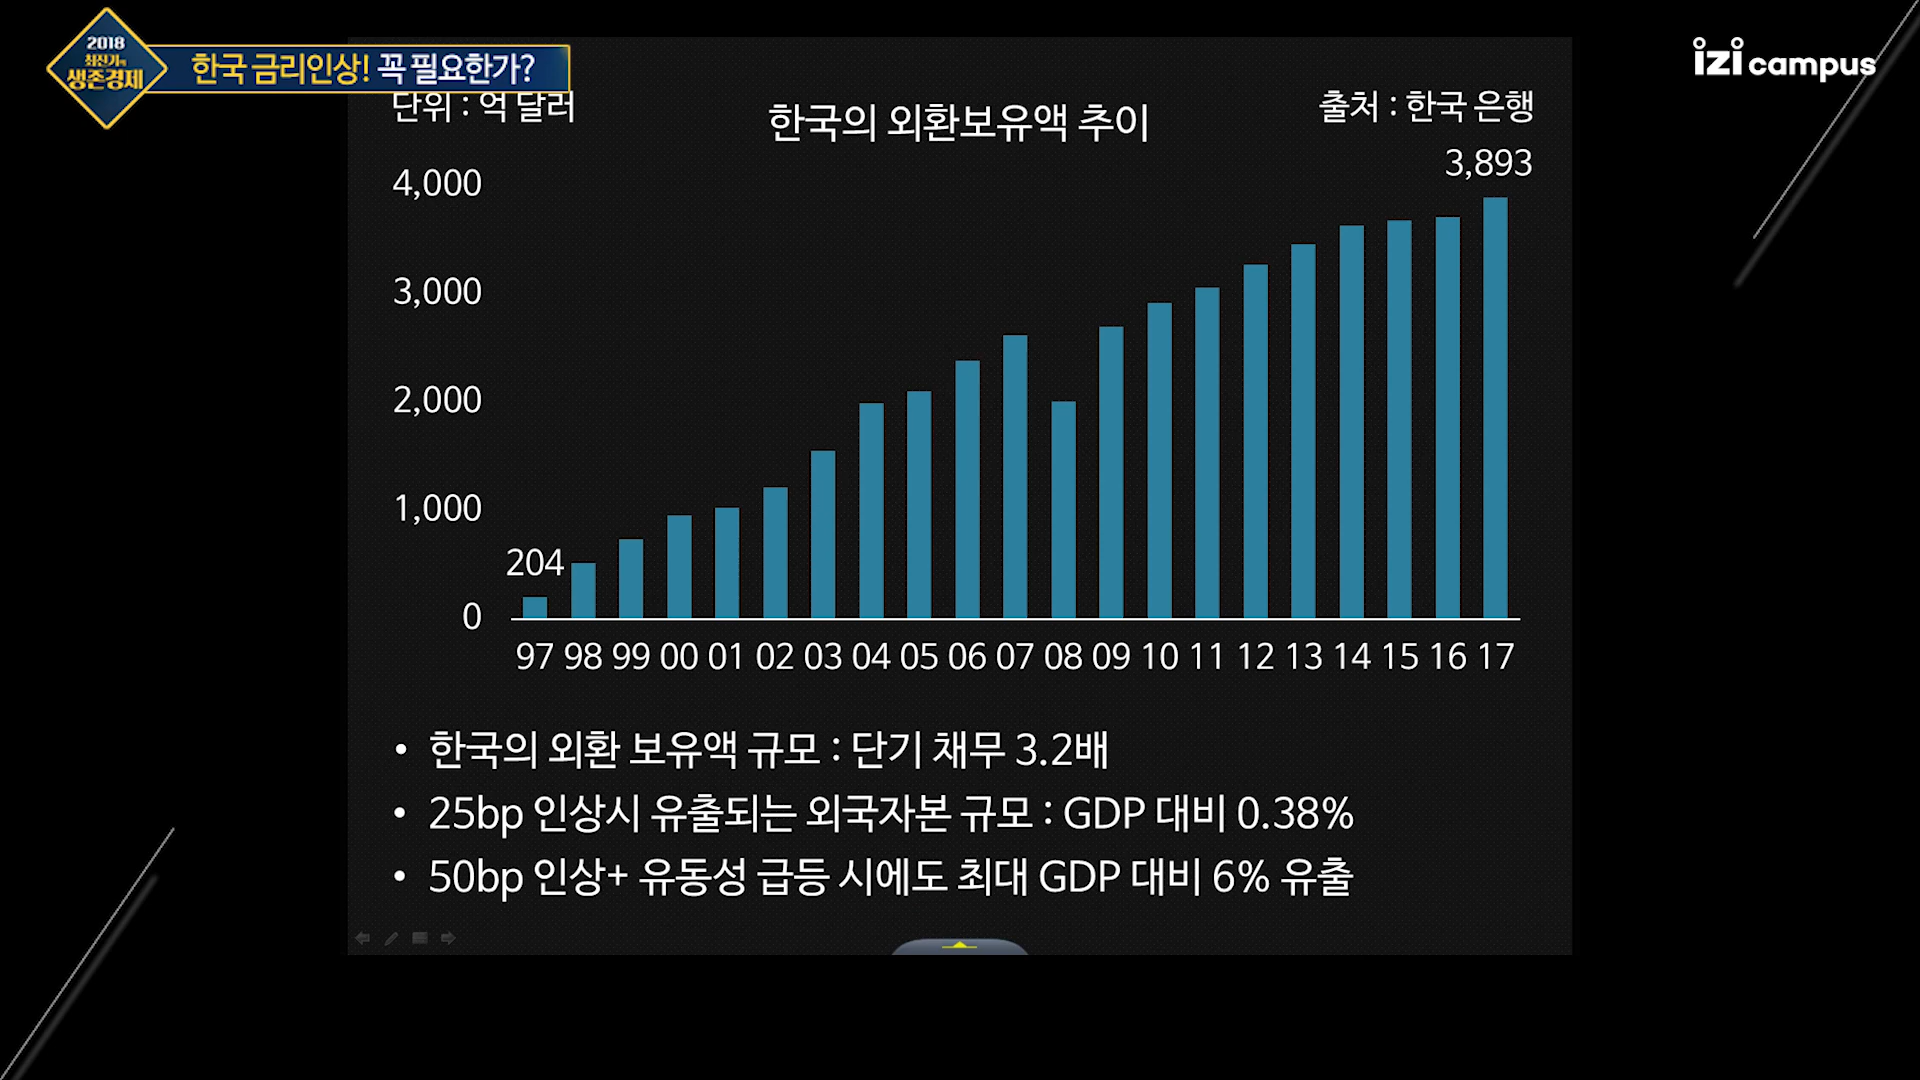 2018
최진기의
생존경제
한국 금리인상! 꼭 필요한가?
izi campus
단위 : 억 달러
한국의 외환보유액 추이
출처 : 한국 은행
3,893
4,000
3,000
2,000
1,000
204
0
97 98 99 00 01 02 03 04 05 06 07 08 09 10 11 12 13 14 15 16 17
• 한국의 외환 보유액 규모 : 단기 채무 3.2배
• 25bp 인상시 유출되는 외국자본 규모 : GDP 대비 0.38%
• 50bp 인상+ 유동성 급등 시에도 최대 GDP 대비 6% 유출